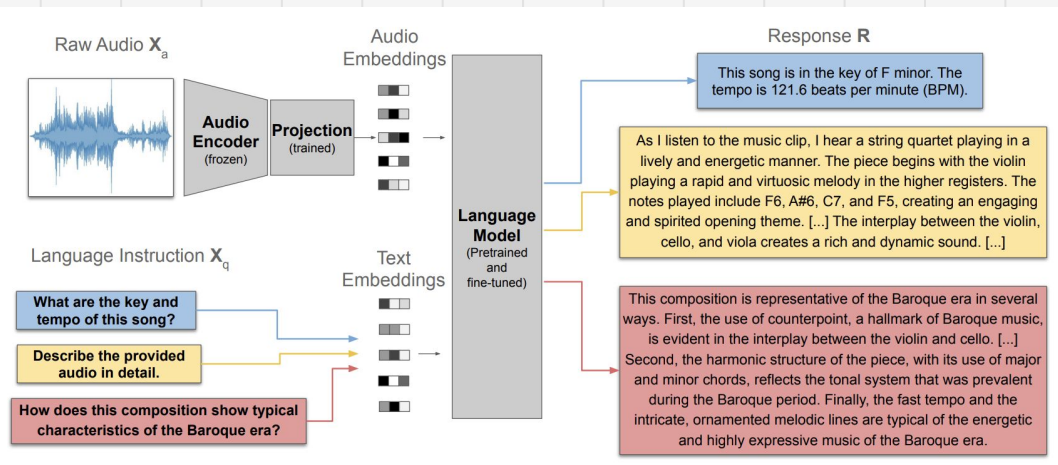 Raw Audio Xa
Audio
Embeddings
Response R
Audio
Encoder
(frozen)
Projection
(trained)
Language
Model
(Pretrained
and
fine-tuned)
This song is in the key of F minor. The
tempo is 121.6 beats per minute (BPM).
As I listen to the music clip, I hear a string quartet playing in a
lively and energetic manner. The piece begins with the violin
playing a rapid and virtuosic melody in the higher registers. The
notes played include F6, A#6, C7, and F5, creating an engaging
and spirited opening theme. [...] The interplay between the violin,
cello, and viola creates a rich and dynamic sound. [...]
Language Instruction Xq
Text
Embeddings
What are the key and
tempo of this song?
Describe the provided
audio in detail.
How does this composition show typical
characteristics of the Baroque era?
This composition is representative of the Baroque era in several
ways. First, the use of counterpoint, a hallmark of Baroque music,
is evident in the interplay between the violin and cello. [...]
Second, the harmonic structure of the piece, with its use of major
and minor chords, reflects the tonal system that was prevalent
during the Baroque period. Finally, the fast tempo and the
intricate, ornamented melodic lines are typical of the energetic
and highly expressive music of the Baroque era.